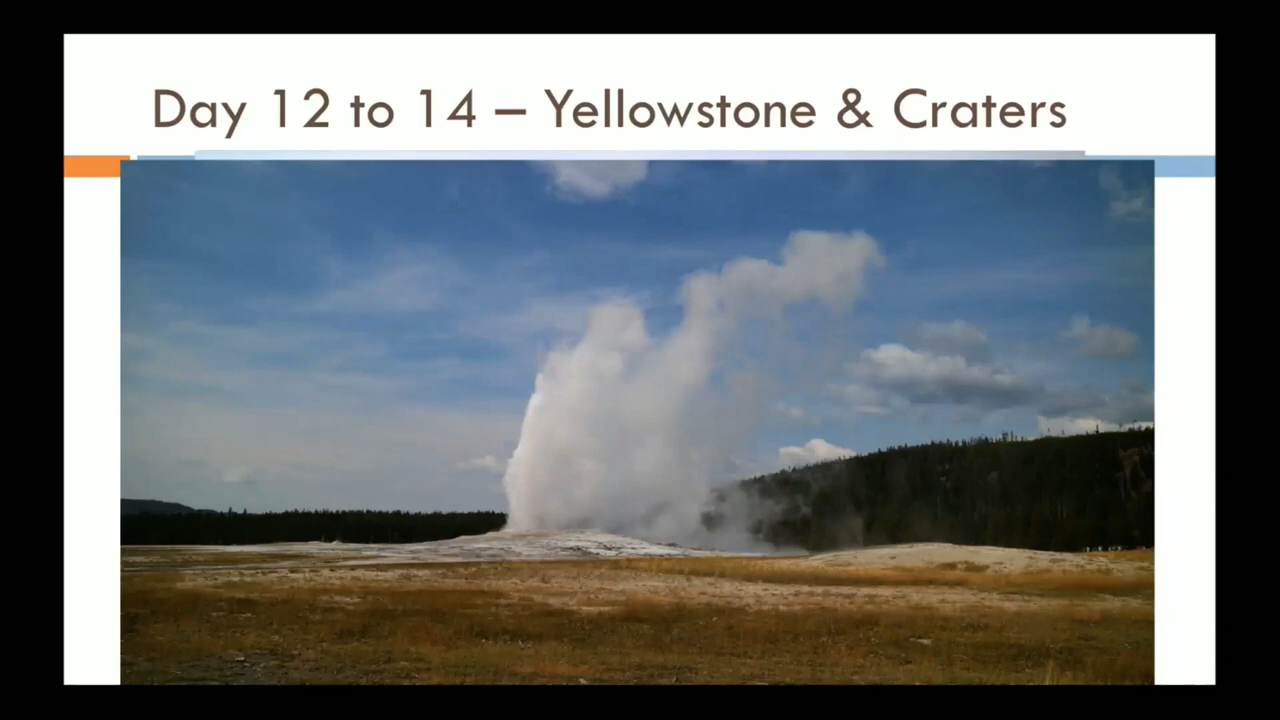 Day 12 to 14 – Yellowstone & Craters